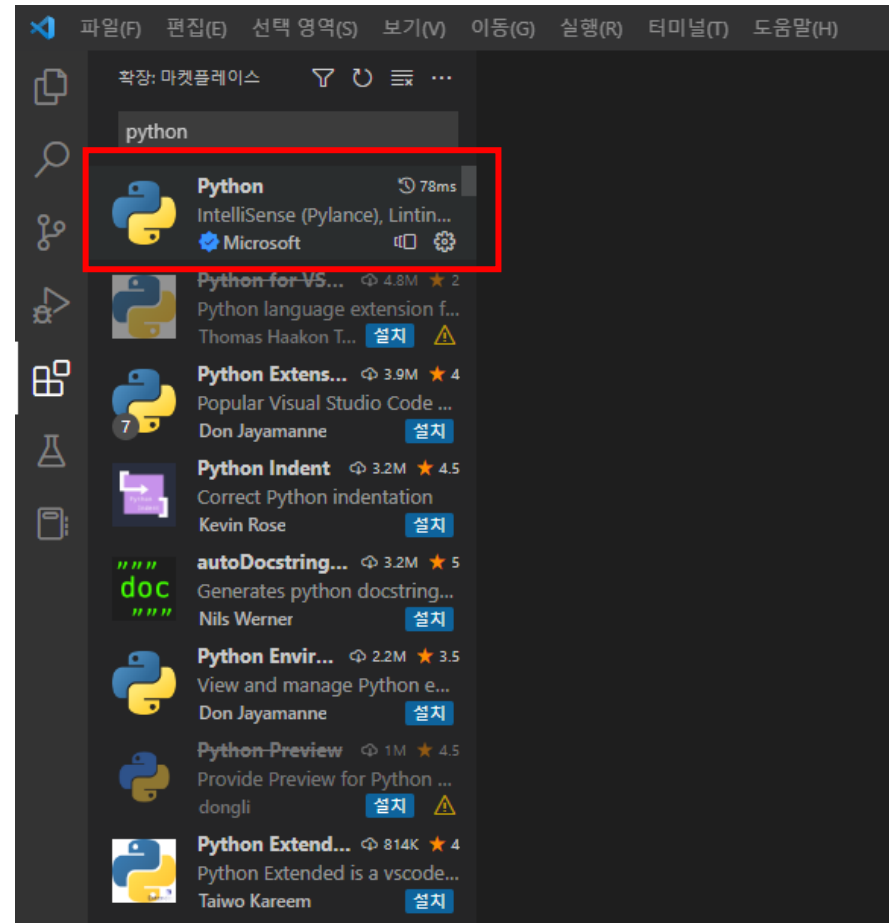 파일(F) 편집(E) 선택 영역(S) 보기(V) 이동(G) 실행(R) 터미널(T) 도움말(H)
확장: 마켓플레이스
python
Python 78ms
IntelliSense (Pylance), Lintin...
Microsoft
Python for VS... 4.8M ★ 2
Python language extension f...
Thomas Haakon T... 설치
Python Extens... 3.9M ★ 4
Popular Visual Studio Code ...
7 Don Jayamanne 설치
Python Indent 3.2M ★ 4.5
Correct Python indentation
Kevin Rose 설치
autoDocstring... 3.2M ★ 5
Generates python docstring...
Nils Werner 설치
""" doc """
Python Envir... 2.2M ★ 3.5
View and manage Python e...
Don Jayamanne 설치
Python Preview 1M ★ 4.5
Provide Preview for Python ...
dongli 설치
Python Extend... 814K ★ 4
Python Extended is a vscode...
Taiwo Kareem 설치